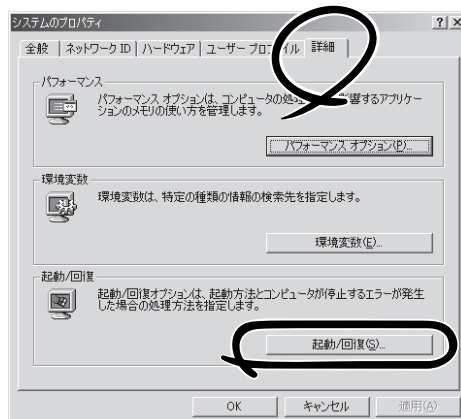 システムのプロパティ
全般 ネットワーク ID ハードウェア ユーザー プロファイル 詳細
パフォーマンス
パフォーマンス オプションは、コンピュータの処理 響するアプリケー
ションのメモリの使い方を管理します。
パフォーマンス オプション(P)...
環境変数
環境変数は、特定の種類の情報の検索先を指定します。
環境変数(E)...
起動/回復
起動/回復オプションは、起動方法とコンピュータが停止するエラーが発生
した場合の処理方法を指定します。
起動/回復(S)...
OK キャンセル 適用(A)